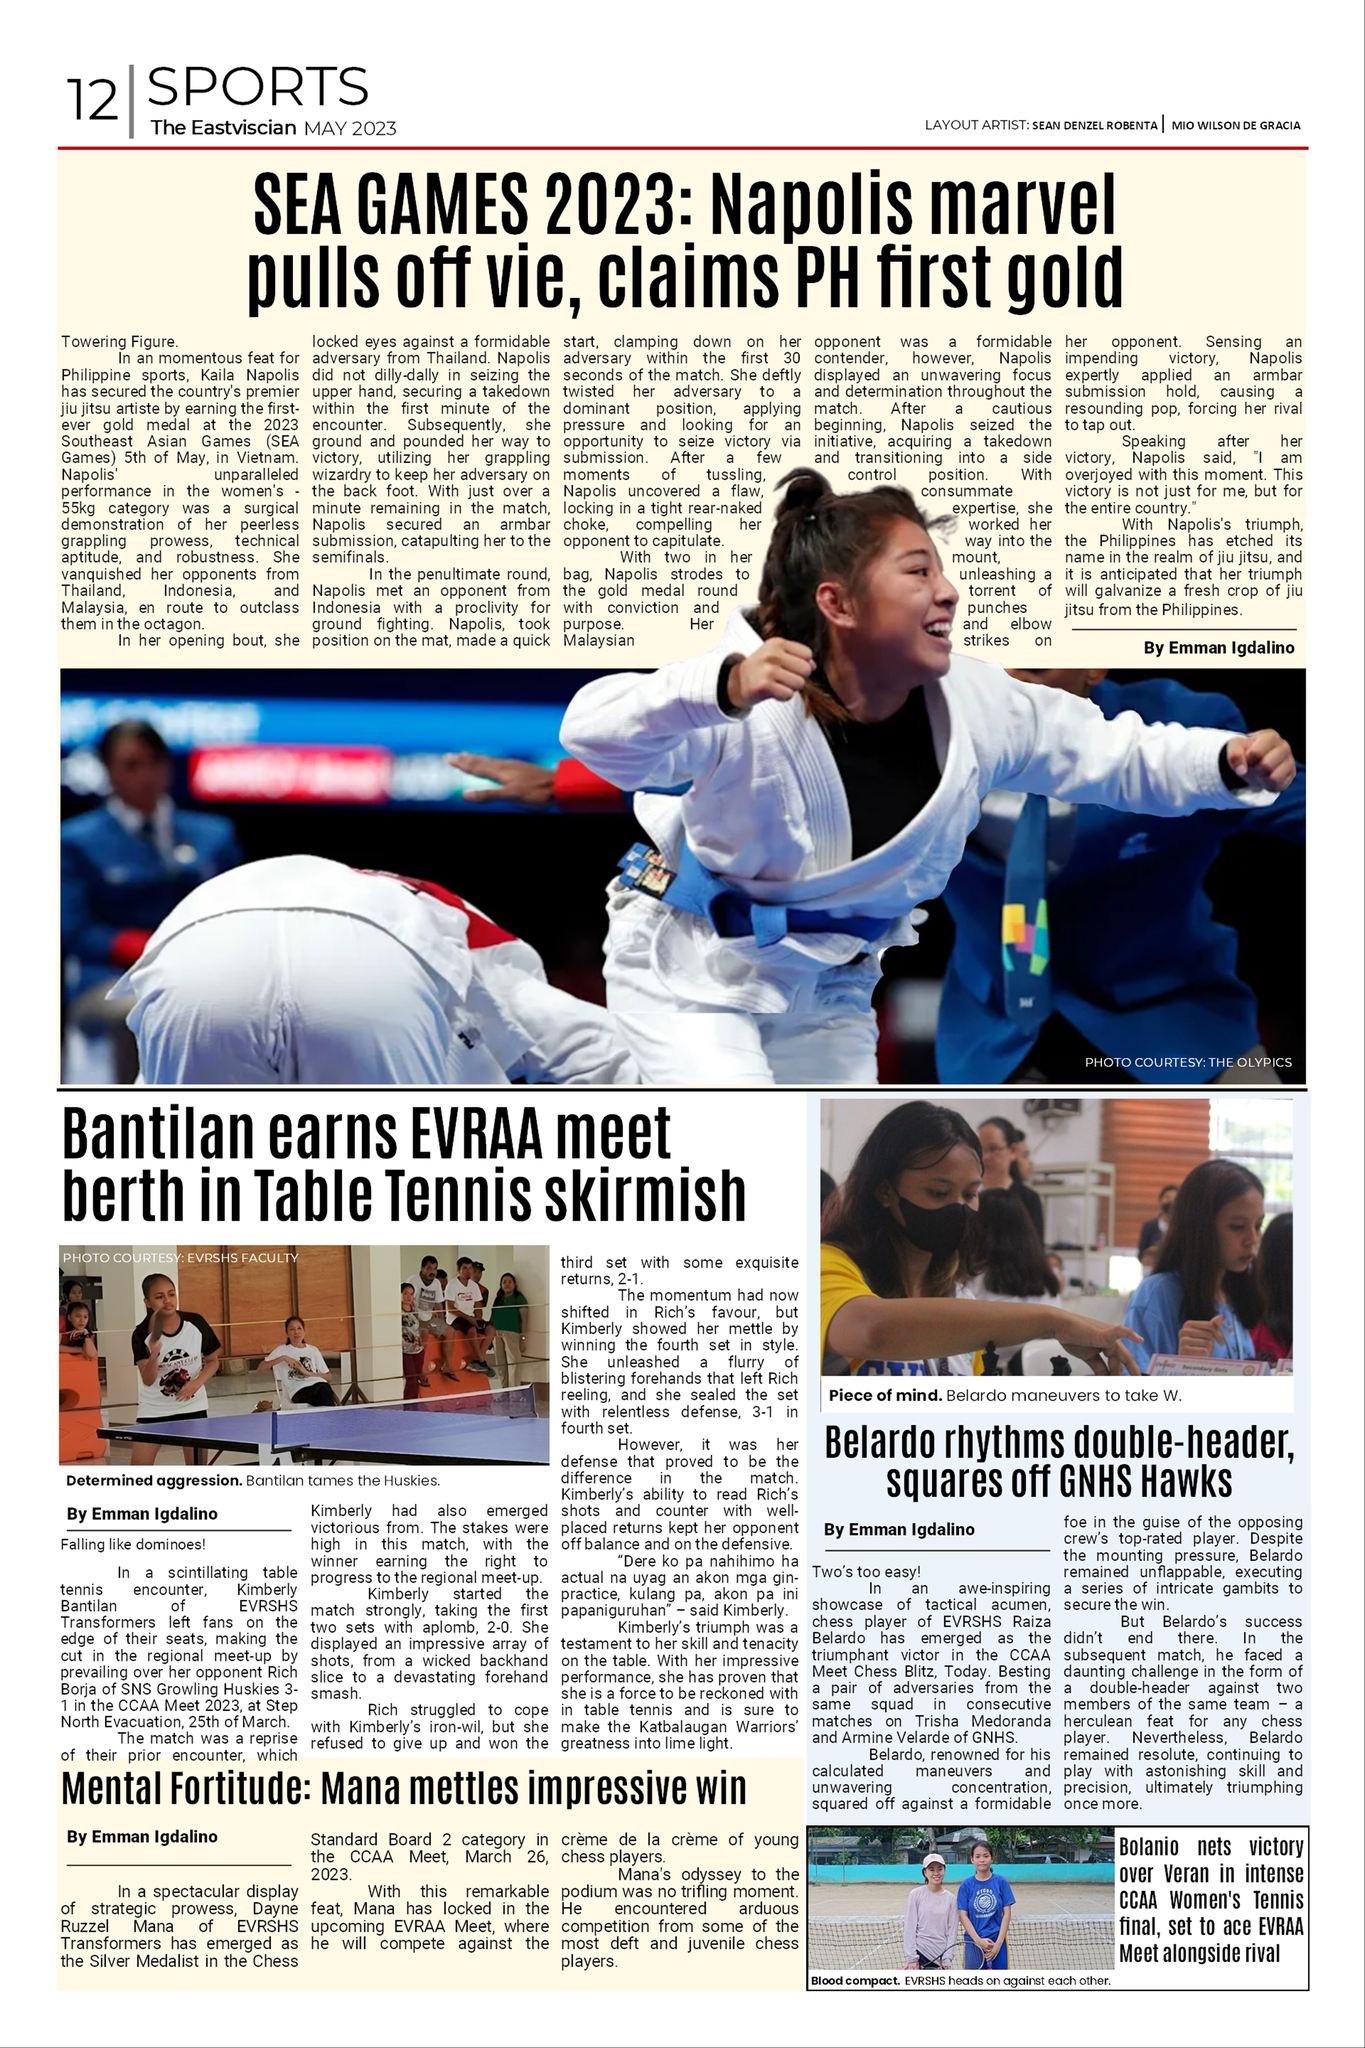 12
SPORTS
The Eastviscian MAY 2023
LAYOUT ARTIST: SEAN DENZEL ROBENTA | MIO WILSON DE GRACIA
SEA GAMES 2023: Napolis marvel
pulls off vie, claims PH first gold
Towering Figure.
In an momentous feat for
Philippine sports, Kaila Napolis
has secured the country's premier
jiu jitsu artiste by earning the first-
ever gold medal at the 2023
Southeast Asian Games (SEA
Games) 5th of May, in Vietnam.
Napolis' unparalleled
performance in the women's -
55kg category was a surgical
demonstration of her peerless
grappling prowess, technical
aptitude, and robustness. She
vanquished her opponents from
Thailand, Indonesia, and
Malaysia, en route to outclass
them in the octagon.
In her opening bout, she
locked eyes against a formidable
adversary from Thailand. Napolis
did not dilly-dally in seizing the
upper hand, securing a takedown
within the first minute of the
encounter. Subsequently, she
ground and pounded her way to
victory, utilizing her grappling
wizardry to keep her adversary on
the back foot. With just over a
minute remaining in the match,
Napolis secured an armbar
submission, catapulting her to the
semifinals.
In the penultimate round,
Napolis met an opponent from
Indonesia with a proclivity for
ground fighting. Napolis, took
position on the mat, made a quick
start, clamping down on her
adversary within the first 30
seconds of the match. She deftly
twisted her adversary to a
dominant position, applying
pressure and looking for an
opportunity to seize victory via
submission. After a few
moments of tussling,
Napolis uncovered a flaw,
locking in a tight rear-naked
choke, compelling her
opponent to capitulate.
With two in her
bag, Napolis strodes to
the gold medal round
with conviction and
purpose. Her
Malaysian
opponent was a formidable
contender, however, Napolis
displayed an unwavering focus
and determination throughout the
match. After a cautious
beginning, Napolis seized the
initiative, acquiring a takedown
and transitioning into a side
control position. With
consummate
expertise, she
worked her
way into the
mount,
unleashing a
torrent of
punches
and elbow
strikes on
her opponent. Sensing an
impending victory, Napolis
expertly applied an armbar
submission hold, causing a
resounding pop, forcing her rival
to tap out.
Speaking after her
victory, Napolis said, "I am
overjoyed with this moment. This
victory is not just for me, but for
the entire country."
With Napolis's triumph,
the Philippines has etched its
name in the realm of jiu jitsu, and
it is anticipated that her triumph
will galvanize a fresh crop of jiu
jitsu from the Philippines.
By Emman Igdalino
PHOTO COURTESY: THE OLYPICS
Bantilan earns EVRAA meet
berth in Table Tennis skirmish
PHOTO COURTESY: EVRSHS FACULTY
Determined aggression. Bantilan tames the Huskies.
By Emman Igdalino
Falling like dominoes!
In a scintillating table
tennis encounter, Kimberly
Bantilan of EVRSHS
Transformers left fans on the
edge of their seats, making the
cut in the regional meet-up by
prevailing over her opponent Rich
Borja of SNS Growling Huskies 3-
1 in the CCAA Meet 2023, at Step
North Evacuation, 25th of March.
The match was a reprise
of their prior encounter, which
Kimberly had also emerged
victorious from. The stakes were
high in this match, with the
winner earning the right to
progress to the regional meet-up.
Kimberly started the
match strongly, taking the first
two sets with aplomb, 2-0. She
displayed an impressive array of
shots, from a wicked backhand
slice to a devastating forehand
smash.
Rich struggled to cope
with Kimberly's iron-wil, but she
refused to give up and won the
third set with some exquisite
returns, 2-1.
The momentum had now
shifted in Rich's favour, but
Kimberly showed her mettle by
winning the fourth set in style.
She unleashed a flurry of
blistering forehands that left Rich
reeling, and she sealed the set
with relentless defense, 3-1 in
fourth set.
However, it was her
defense that proved to be the
difference in the match.
Kimberly's ability to read Rich's
shots and counter with well-
placed returns kept her opponent
off balance and on the defensive.
"Dere ko pa nahihimo ha
actual na uyag an akon mga gin-
practice, kulang pa, akon pa ini
papaniguruhan" – said Kimberly.
Kimberly's triumph was a
testament to her skill and tenacity
on the table. With her impressive
performance, she has proven that
she is a force to be reckoned with
in table tennis and is sure to
make the Katbalaugan Warriors'
greatness into lime light.
Piece of mind. Belardo maneuvers to take W.
Belardo rhythms double-header,
squares off GNHS Hawks
By Emman Igdalino
Two's too easy!
In an awe-inspiring
showcase of tactical acumen,
chess player of EVRSHS Raiza
Belardo has emerged as the
triumphant victor in the CCAA
Meet Chess Blitz, Today. Besting
a pair of adversaries from the
same squad in consecutive
matches on Trisha Medoranda
and Armine Velarde of GNHS.
Belardo, renowned for his
calculated maneuvers and
unwavering concentration,
squared off against a formidable
foe in the guise of the opposing
crew's top-rated player. Despite
the mounting pressure, Belardo
remained unflappable, executing
a series of intricate gambits to
secure the win.
But Belardo's success
didn't end there. In the
subsequent match, he faced a
daunting challenge in the form of
a double-header against two
members of the same team – a
herculean feat for any chess
player. Nevertheless, Belardo
remained resolute, continuing to
play with astonishing skill and
precision, ultimately triumphing
once more.
Mental Fortitude: Mana mettles impressive win
By Emman Igdalino
In a spectacular display
of strategic prowess, Dayne
Ruzzel Mana of EVRSHS
Transformers has emerged as
the Silver Medalist in the Chess
Standard Board 2 category in
the CCAA Meet, March 26,
2023.
With this remarkable
feat, Mana has locked in the
upcoming EVRAA Meet, where
he will compete against the
crème de la crème of young
chess players.
Mana's odyssey to the
podium was no trifling moment.
He encountered arduous
competition from some of the
most deft and juvenile chess
players.
Bolanio nets victory
over Veran in intense
CCAA Women's Tennis
final, set to ace EVRAA
Meet alongside rival
Blood compact. EVRSHS heads on against each other.